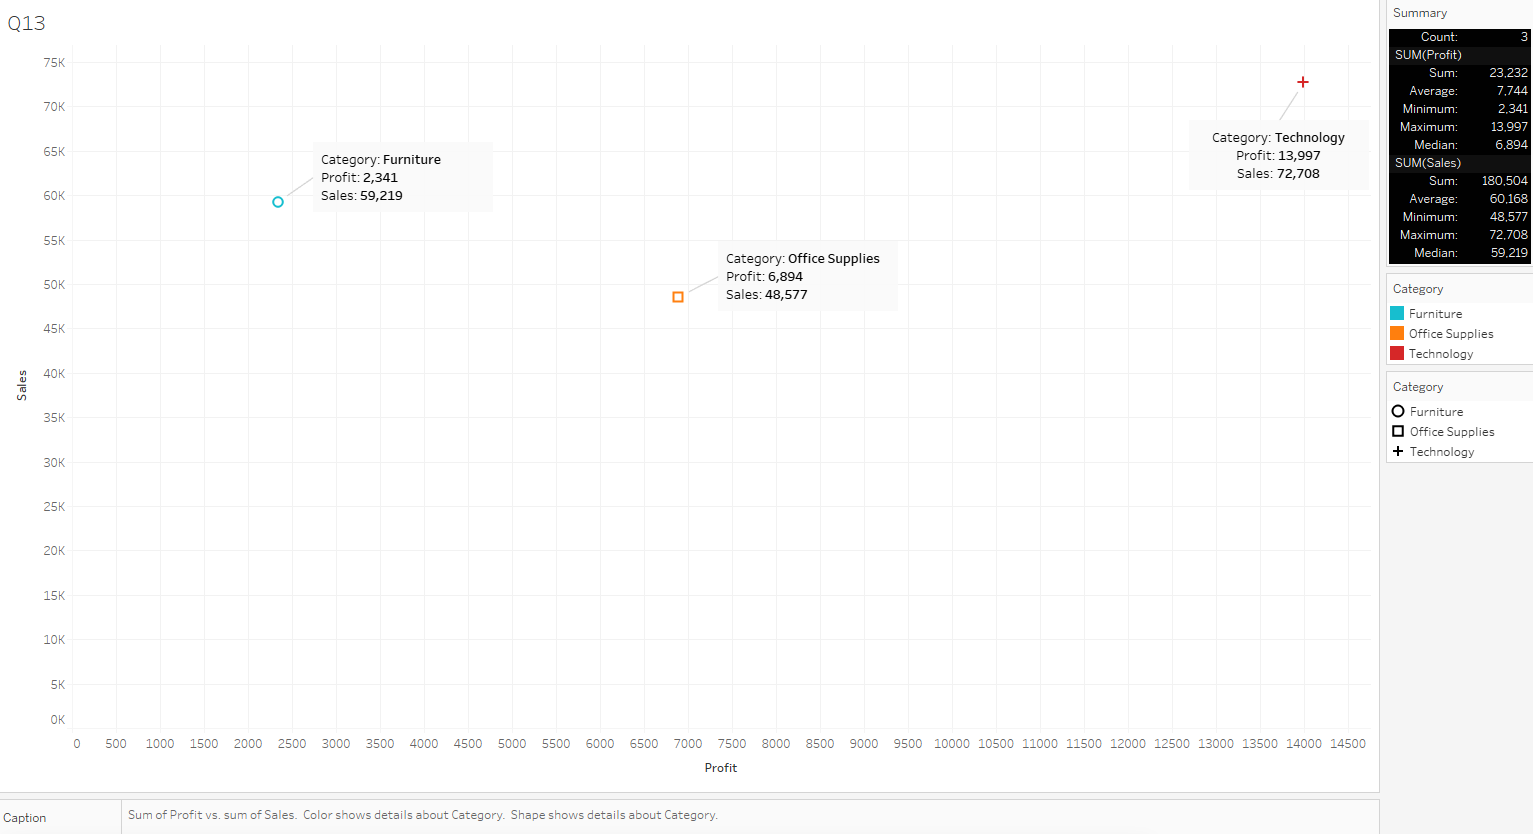 Q13
75K
70K
65K
60K
55K
50K
45K
40K
35K
30K
25K
20K
15K
10K
5K
0K
Sales
Category: Furniture
Profit: 2,341
Sales: 59,219
Category: Office Supplies
Profit: 6,894
Sales: 48,577
Category: Technology
Profit: 13,997
Sales: 72,708
0 500 1000 1500 2000 2500 3000 3500 4000 4500 5000 5500 6000 6500 7000 7500 8000 8500 9000 9500 10000 10500 11000 11500 12000 12500 13000 13500 14000 14500
Profit
Summary
Count: 3
SUM(Profit)
Sum: 23,232
Average: 7,744
Minimum: 2,341
Maximum: 13,997
Median: 6,894
SUM(Sales)
Sum: 180,504
Average: 60,168
Minimum: 48,577
Maximum: 72,708
Median: 59,219
Category
Furniture
Office Supplies
Technology
Category
Furniture
Office Supplies
Technology
Caption
Sum of Profit vs. sum of Sales. Color shows details about Category. Shape shows details about Category.